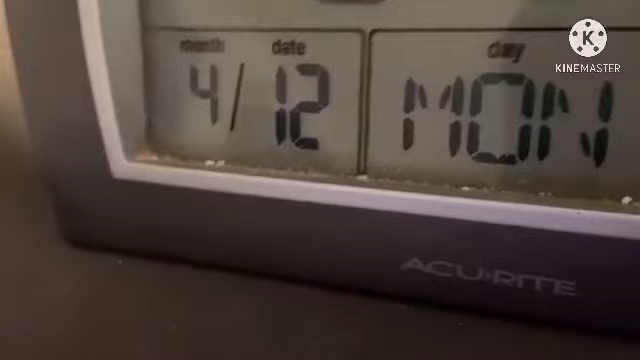 K
KINEMASTER
month date day
4/12 MON
ACU·RITE